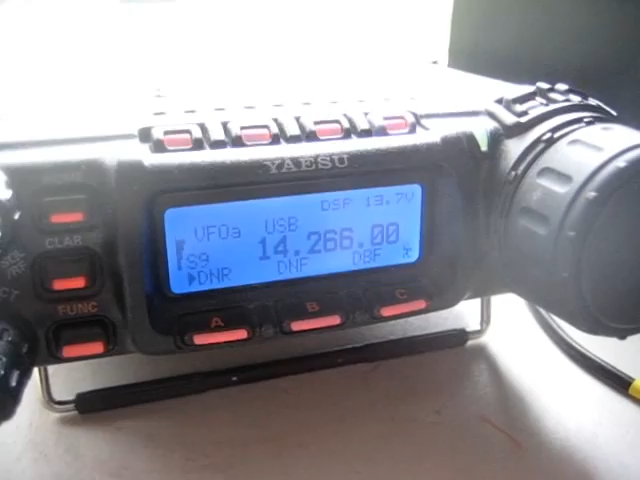 YAESU
DSP 13.7V
VFOa USB
14.266.00
S9
DNR DNF DBF
CLAR
FUNC
A B C